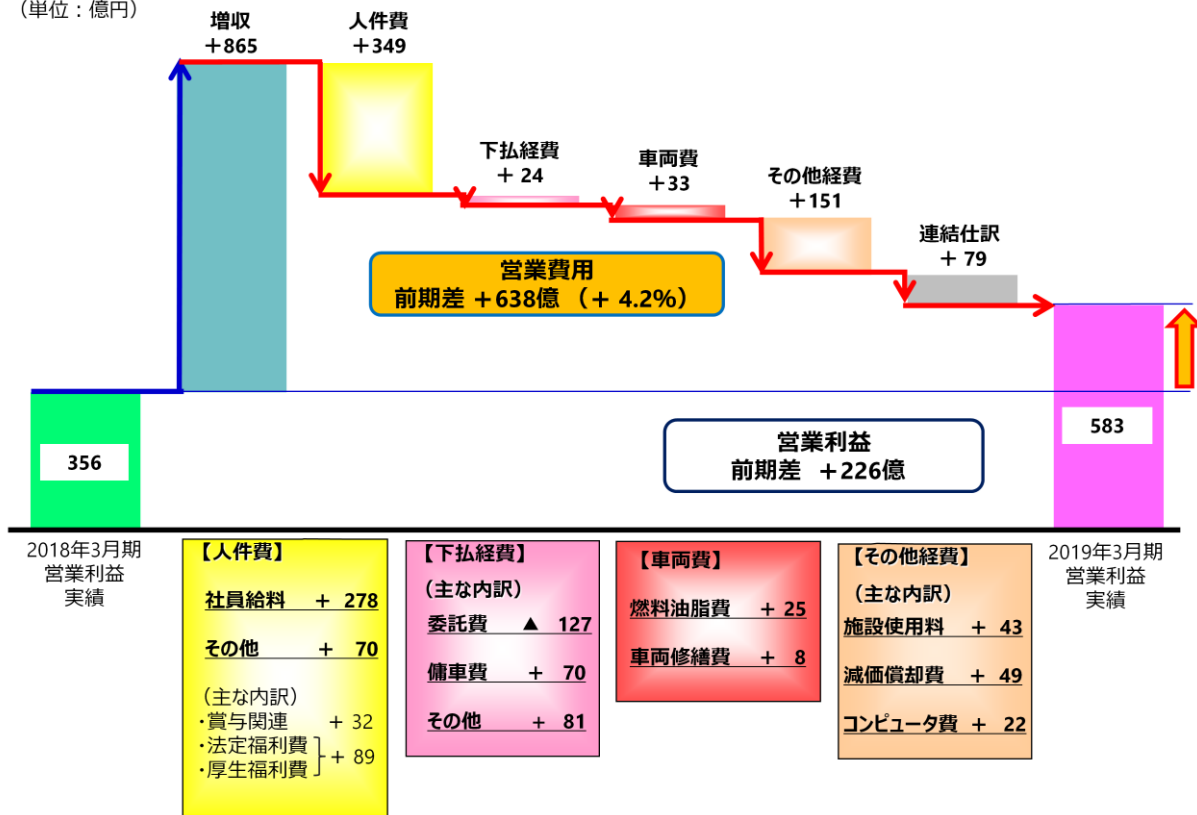 （単位：億円）
増収
＋865
人件費
＋349
下払経費
＋ 24
車両費
＋33
その他経費
＋151
連結仕訳
＋ 79
営業費用
前期差 ＋638億 （＋ 4.2%）
営業利益
前期差 ＋226億
356
583
2018年3月期
営業利益
実績
【人件費】
社員給料 ＋ 278
その他 ＋ 70
（主な内訳）
・賞与関連 ＋ 32
・法定福利費
・厚生福利費 ＋ 89
【下払経費】
（主な内訳）
委託費 ▲ 127
傭車費 ＋ 70
その他 ＋ 81
【車両費】
燃料油脂費 ＋ 25
車両修繕費 ＋ 8
【その他経費】
（主な内訳）
施設使用料 ＋ 43
減価償却費 ＋ 49
コンピュータ費 ＋ 22
2019年3月期
営業利益
実績